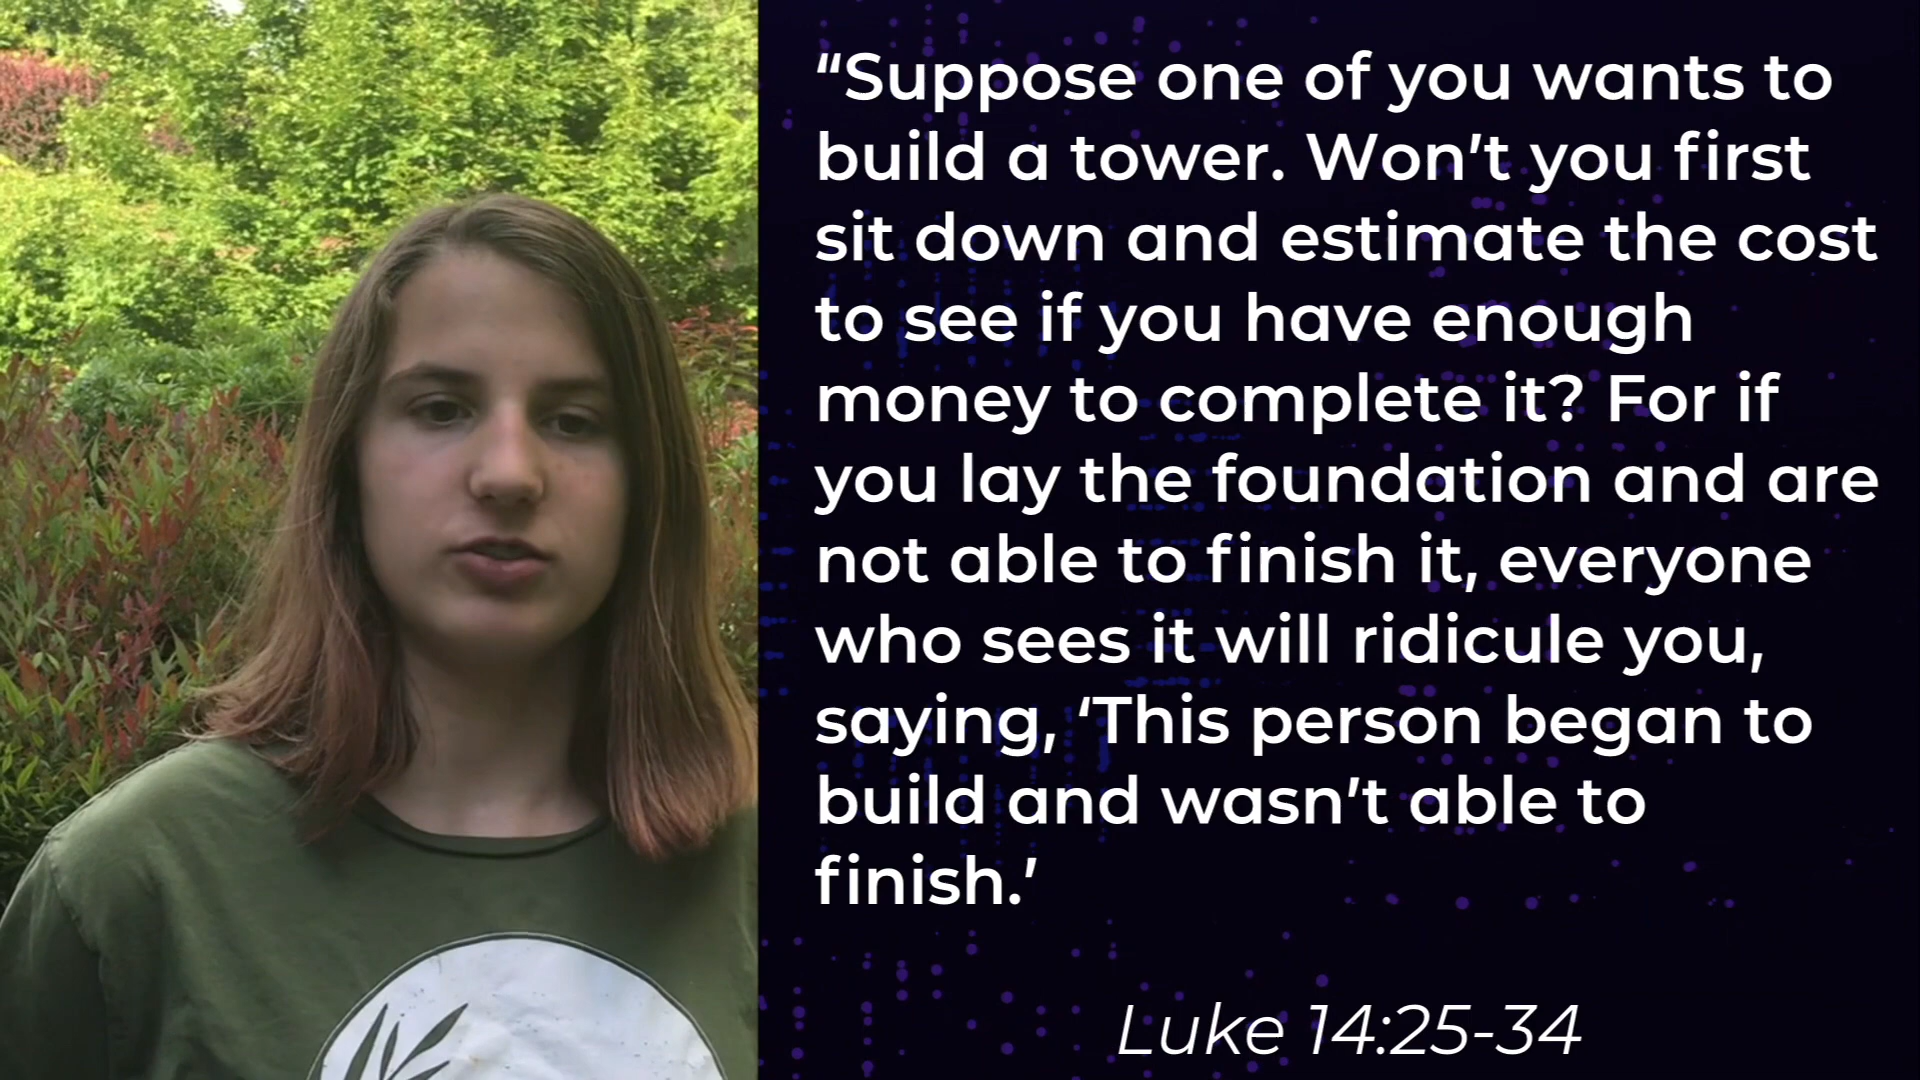 “Suppose one of you wants to
build a tower. Won’t you first
sit down and estimate the cost
to see if you have enough
money to complete it? For if
you lay the foundation and are
not able to finish it, everyone
who sees it will ridicule you,
saying, ‘This person began to
build and wasn’t able to
finish.’
Luke 14:25-34